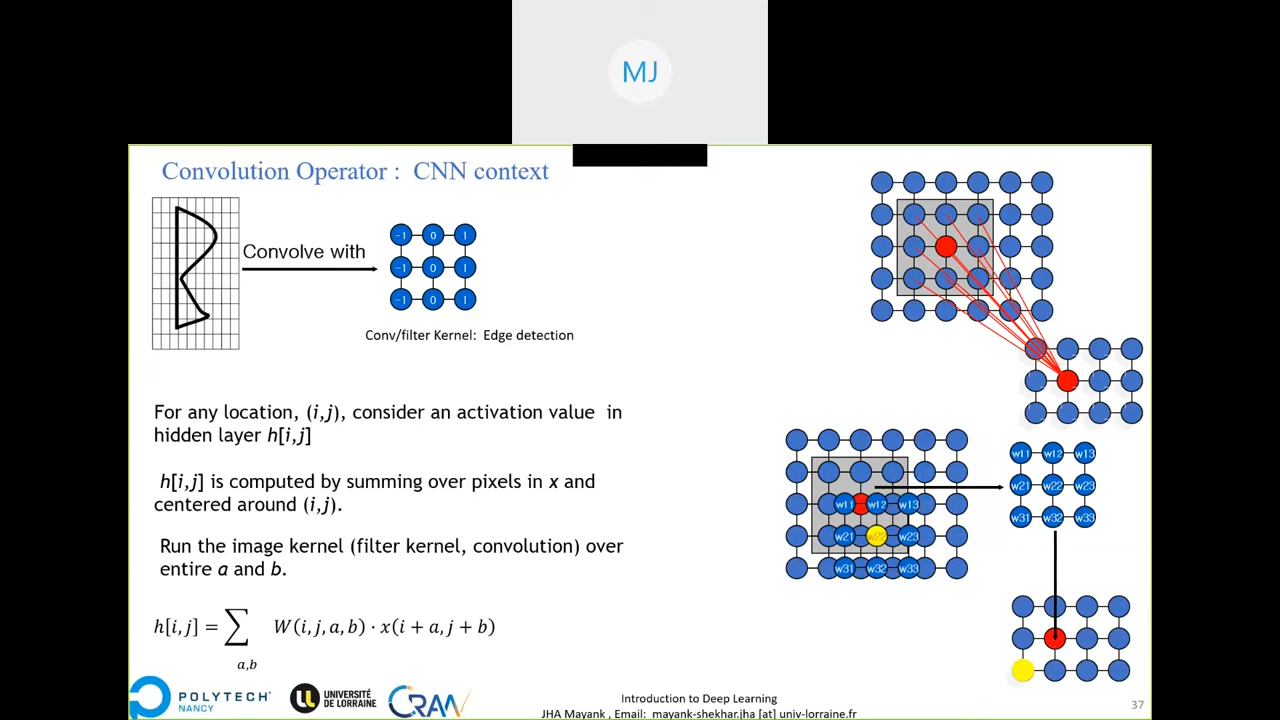 MJ
Convolution Operator : CNN context
Convolve with
-1 0 1
-1 0 1
-1 0 1
Conv/filter Kernel: Edge detection
For any location, (i,j), consider an activation value in
hidden layer h[i,j]
h[i,j] is computed by summing over pixels in x and
centered around (i,j).
Run the image kernel (filter kernel, convolution) over
entire a and b.
h[i,j] = ∑ W(i,j,a,b) · x(i + a,j + b)
a,b
w11 w12 w13
w21 w22 w23
w31 w32 w33
w11 w12 w13
w21 w22 w23
w31 w32 w33
POLYTECH
NANCY
UNIVERSITÉ
DE LORRAINE
CRAN
Introduction to Deep Learning
JHA Mayank , Email: mayank-shekhar.jha [at] univ-lorraine.fr
37